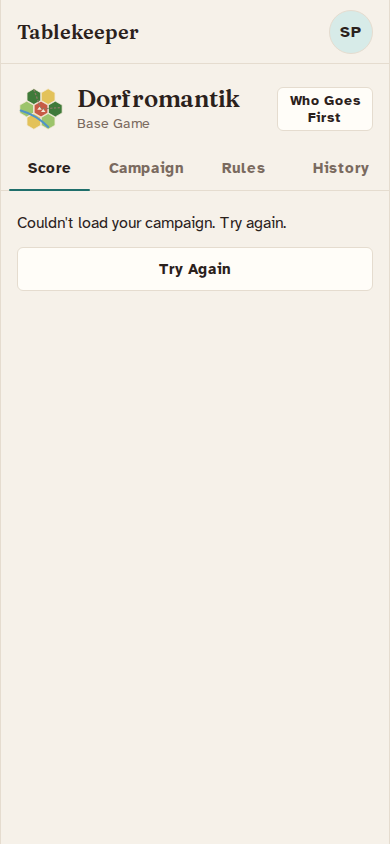 Tablekeeper
SP
Dorfromantik
Base Game
Who Goes
First
Score
Campaign
Rules
History
Couldn't load your campaign. Try again.
Try Again